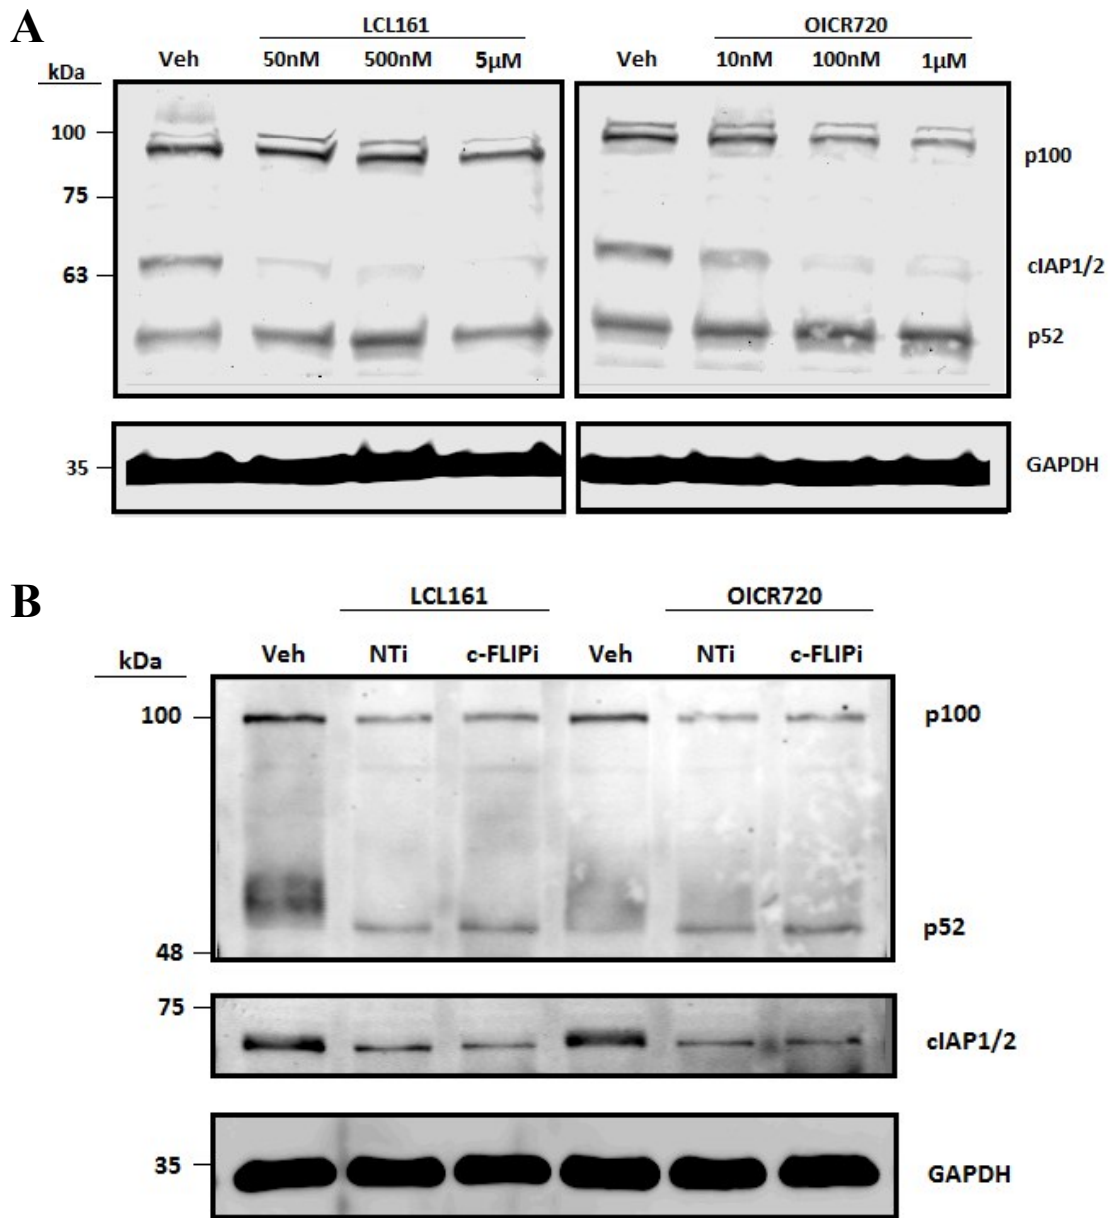 A
LCL161
OICR720
kDa
Veh 50nM 500nM 5µM
Veh 10nM 100nM 1µM
100
75
63
p100
cIAP1/2
p52
35
GAPDH
B
LCL161
OICR720
kDa
Veh NTi c-FLIPi Veh NTi c-FLIPi
100
p100
p52
48
75
cIAP1/2
35
GAPDH